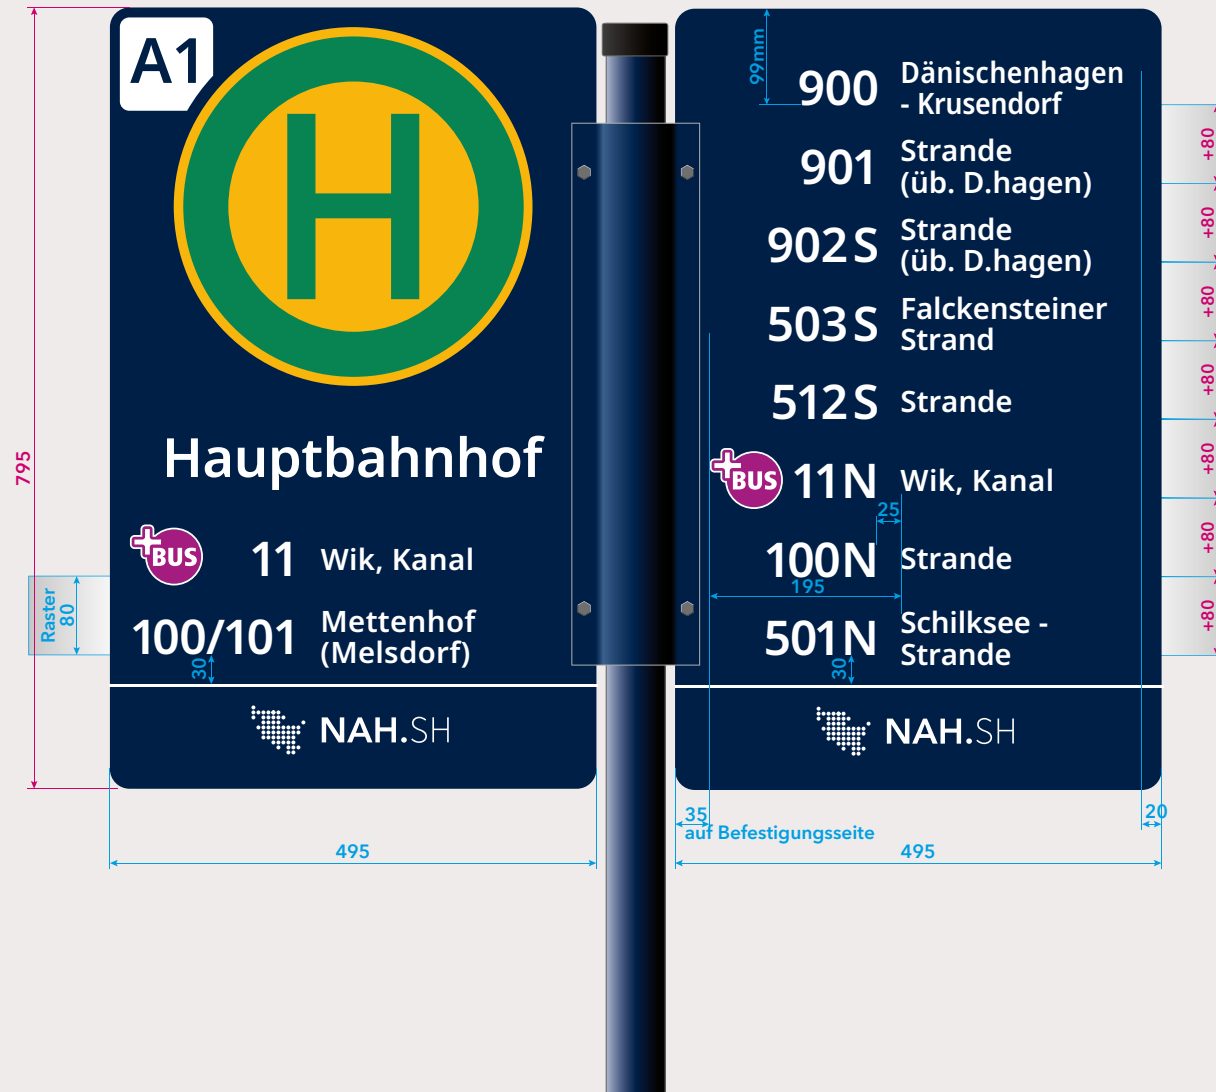 A1
H
Hauptbahnhof
+BUS 11 Wik, Kanal
100/101 Mettenhof
(Melsdorf)
NAH.SH
795
Raster
80
30
495
99mm
900 Dänischenhagen
- Krusendorf
901 Strande
(üb. D.hagen)
902 S Strande
(üb. D.hagen)
503 S Falckensteiner
Strand
512 S Strande
+BUS 11N Wik, Kanal
25
100N Strande
195
501N Schilksee -
Strande
30
NAH.SH
35
auf Befestigungsseite
20
495
+80
+80
+80
+80
+80
+80
+80